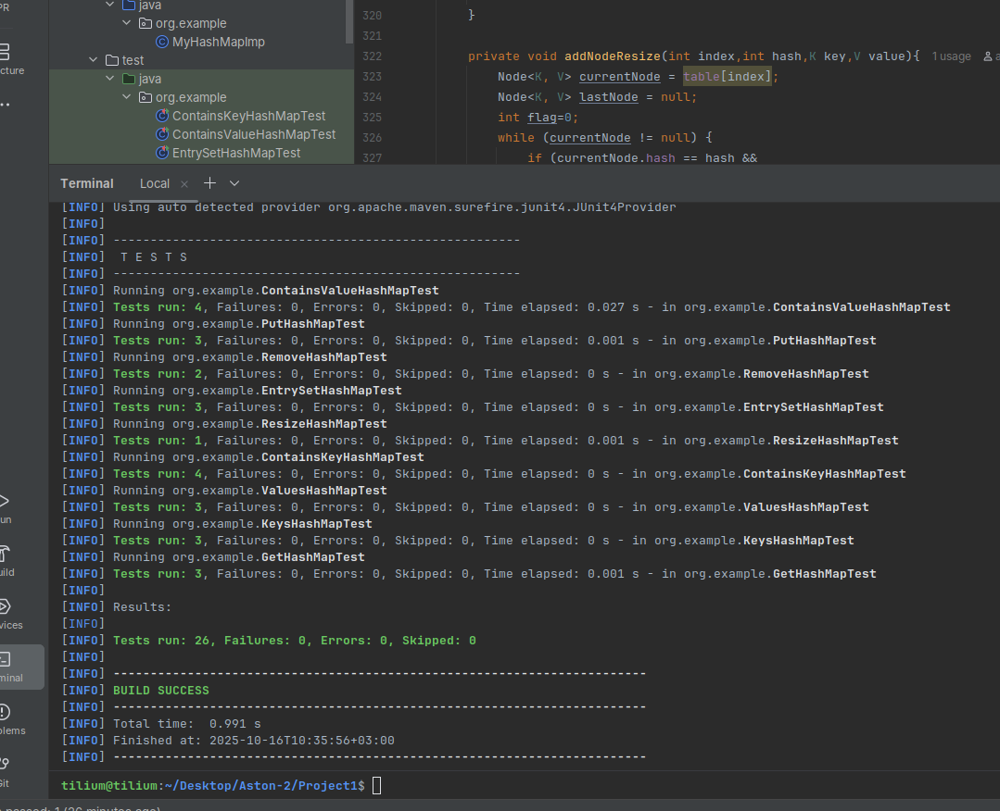 PR
java
org.example
MyHashMapImp
test
java
org.example
ContainsKeyHashMapTest
ContainsValueHashMapTest
EntrySetHashMapTest
cture
320 }
321
322 private void addNodeResize(int index,int hash,K key,V value){ 1 usage
323 Node<K, V> currentNode = table[index];
324 Node<K, V> lastNode = null;
325 int flag=0;
326 while (currentNode != null) {
327 if (currentNode.hash == hash &&
Terminal Local × +
[INFO] Using auto detected provider org.apache.maven.surefire.junit4.JUnit4Provider
[INFO]
[INFO] -------------------------------------------------------
[INFO]  T E S T S
[INFO] -------------------------------------------------------
[INFO] Running org.example.ContainsValueHashMapTest
[INFO] Tests run: 4, Failures: 0, Errors: 0, Skipped: 0, Time elapsed: 0.027 s - in org.example.ContainsValueHashMapTest
[INFO] Running org.example.PutHashMapTest
[INFO] Tests run: 3, Failures: 0, Errors: 0, Skipped: 0, Time elapsed: 0.001 s - in org.example.PutHashMapTest
[INFO] Running org.example.RemoveHashMapTest
[INFO] Tests run: 2, Failures: 0, Errors: 0, Skipped: 0, Time elapsed: 0 s - in org.example.RemoveHashMapTest
[INFO] Running org.example.EntrySetHashMapTest
[INFO] Tests run: 3, Failures: 0, Errors: 0, Skipped: 0, Time elapsed: 0 s - in org.example.EntrySetHashMapTest
[INFO] Running org.example.ResizeHashMapTest
[INFO] Tests run: 1, Failures: 0, Errors: 0, Skipped: 0, Time elapsed: 0.001 s - in org.example.ResizeHashMapTest
[INFO] Running org.example.ContainsKeyHashMapTest
[INFO] Tests run: 4, Failures: 0, Errors: 0, Skipped: 0, Time elapsed: 0 s - in org.example.ContainsKeyHashMapTest
[INFO] Running org.example.ValuesHashMapTest
[INFO] Tests run: 3, Failures: 0, Errors: 0, Skipped: 0, Time elapsed: 0 s - in org.example.ValuesHashMapTest
[INFO] Running org.example.KeysHashMapTest
[INFO] Tests run: 3, Failures: 0, Errors: 0, Skipped: 0, Time elapsed: 0 s - in org.example.KeysHashMapTest
[INFO] Running org.example.GetHashMapTest
[INFO] Tests run: 3, Failures: 0, Errors: 0, Skipped: 0, Time elapsed: 0.001 s - in org.example.GetHashMapTest
[INFO]
[INFO] Results:
[INFO]
[INFO] Tests run: 26, Failures: 0, Errors: 0, Skipped: 0
[INFO]
[INFO] ------------------------------------------------------------------------
[INFO] BUILD SUCCESS
[INFO] ------------------------------------------------------------------------
[INFO] Total time:  0.991 s
[INFO] Finished at: 2025-10-16T10:35:56+03:00
[INFO] ------------------------------------------------------------------------
tilium@tilium:~/Desktop/Aston-2/Project1$
un
uild
vices
minal
blems
Git